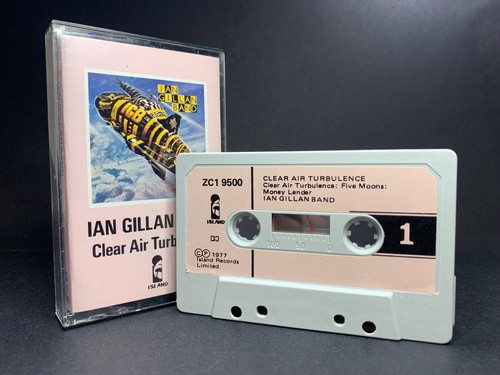 IAN
GILLAN
BAND
IAN GILLAN
Clear Air Turb
ISLAND
ZC1 9500
ISLAND
CLEAR AIR TURBULENCE
Clear Air Turbulence: Five Moons:
Money Lender
IAN GILLAN BAND
1
100 50 0
ⒸⓅ1977
Island Records
Limited.